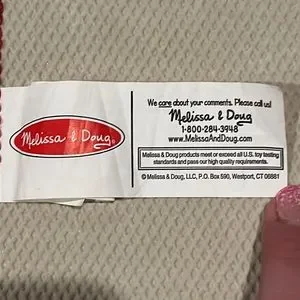 Melissa & Doug®
We care about your comments. Please call us!
Melissa & Doug
1-800-284-3948
www.MelissaAndDoug.com
Melissa & Doug products meet or exceed all U.S. toy testing
standards and pass our high quality requirements.
© Melissa & Doug, LLC, P.O. Box 590, Westport, CT 06881